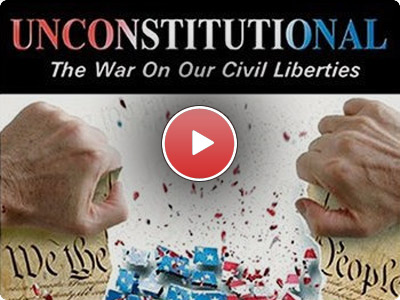 UNCONSTITUTIONAL
The War On Our Civil Liberties
We the People